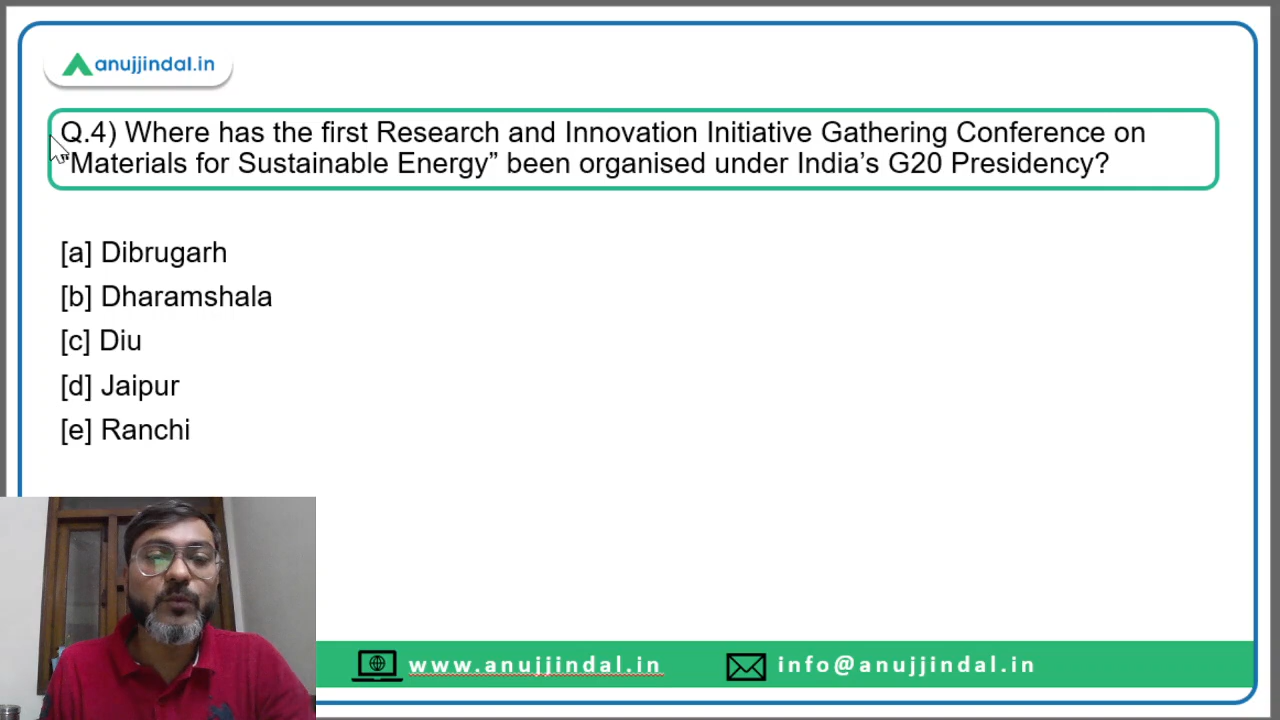 anujjindal.in
Q.4) Where has the first Research and Innovation Initiative Gathering Conference on
“Materials for Sustainable Energy” been organised under India’s G20 Presidency?
[a] Dibrugarh
[b] Dharamshala
[c] Diu
[d] Jaipur
[e] Ranchi
www.anujjindal.in info@anujjindal.in